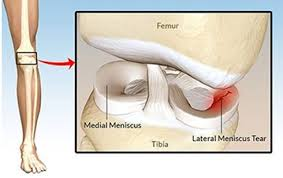 Femur
Medial Meniscus
Lateral Meniscus Tear
Tibia